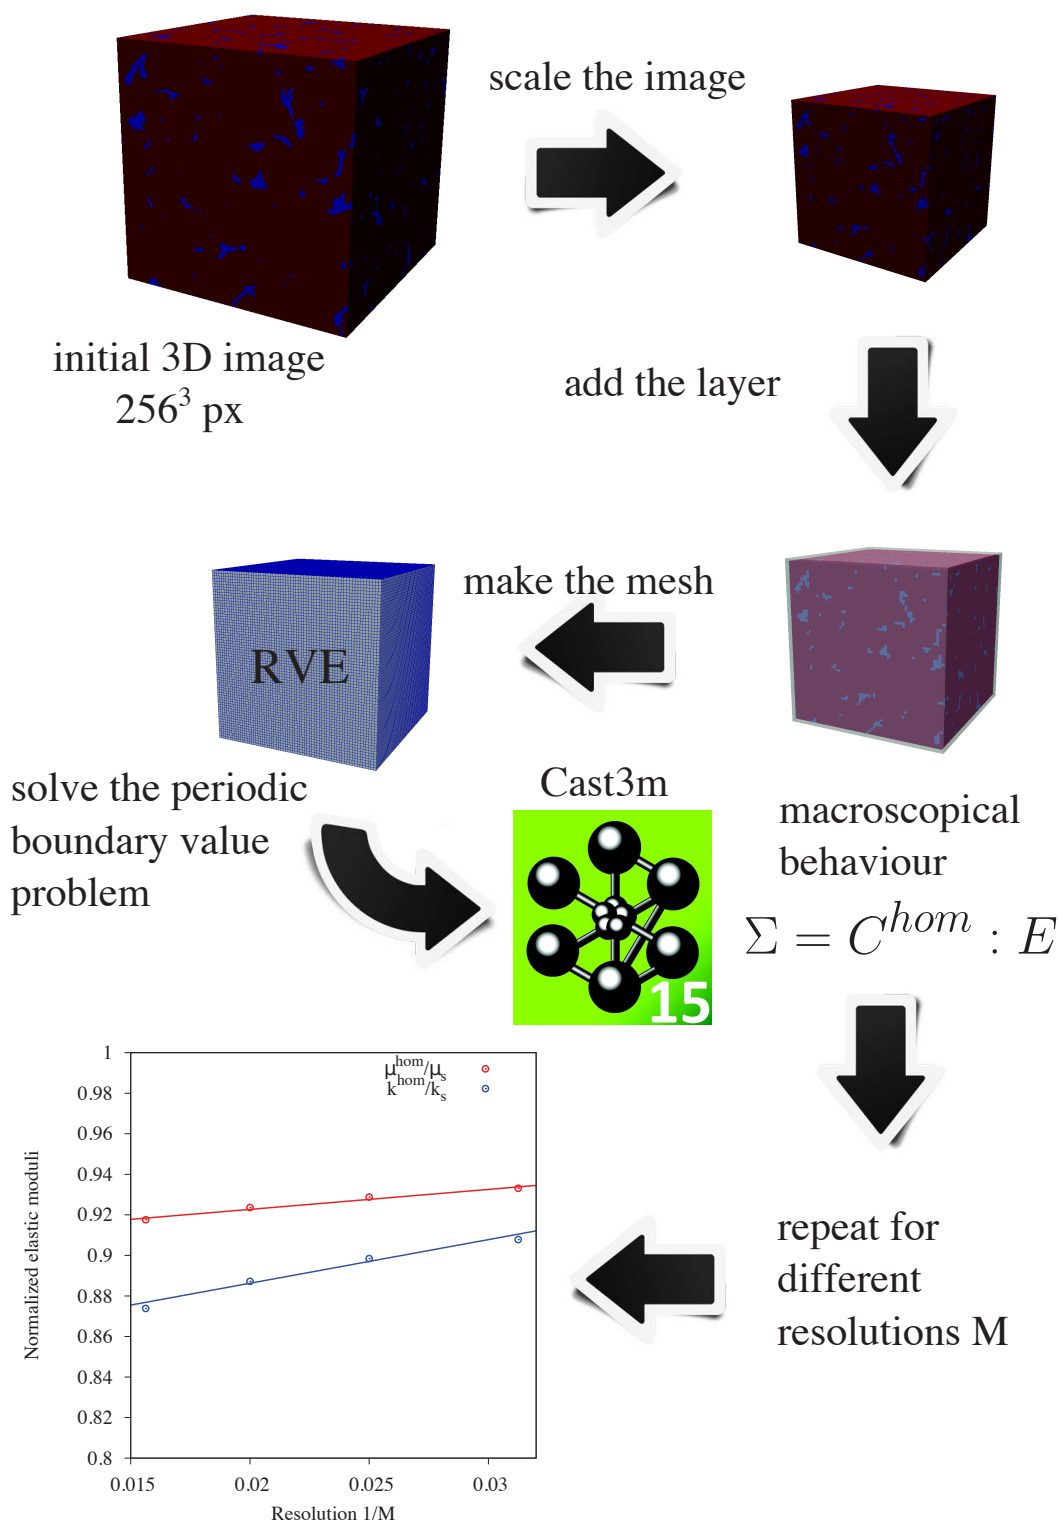 scale the image
initial 3D image
256³ px
add the layer
make the mesh
RVE
solve the periodic
boundary value
problem
Cast3m
15
macroscopical
behaviour
Σ = C^{hom} : E
repeat for
different
resolutions M
μ^{hom}/μ_s
k^{hom}/k_s
Normalized elastic moduli
1
0.98
0.96
0.94
0.92
0.9
0.88
0.86
0.84
0.82
0.8
0.015 0.02 0.025 0.03
Resolution 1/M